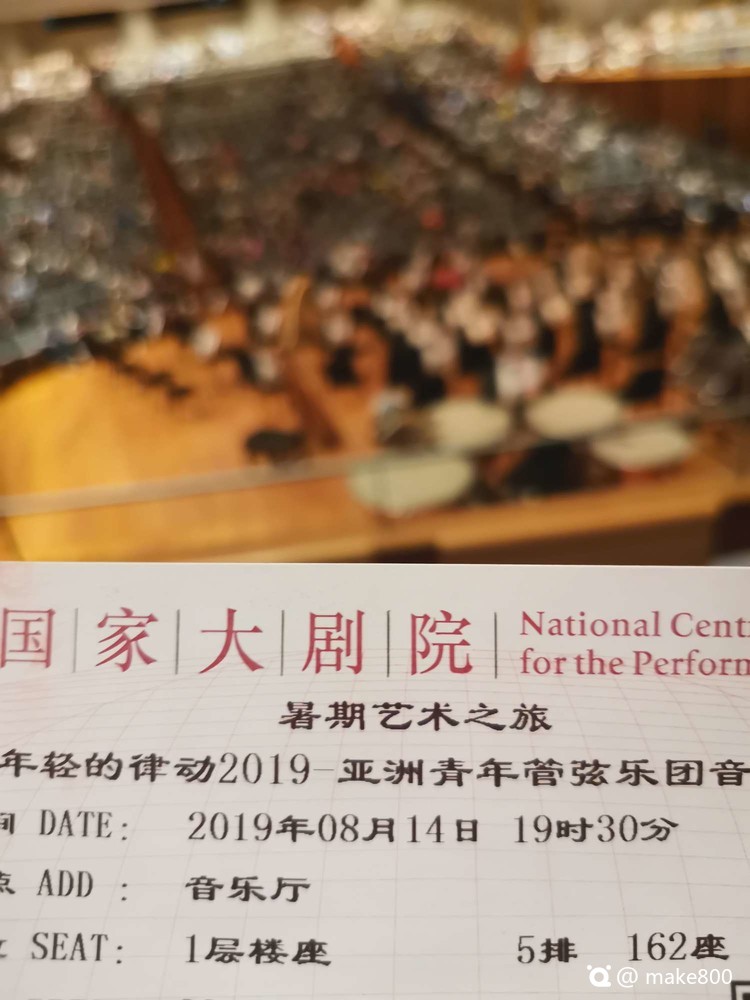 国家大剧院 National Cent
for the Perform
暑期艺术之旅
年轻的律动2019-亚洲青年管弦乐团音
间 DATE: 2019年08月14日 19时30分
点 ADD : 音乐厅
SEAT: 1层楼座 5排 162座
@ make800